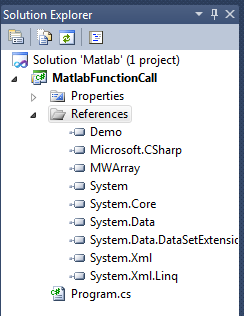 Solution Explorer
Solution 'Matlab' (1 project)
MatlabFunctionCall
Properties
References
Demo
Microsoft.CSharp
MWArray
System
System.Core
System.Data
System.Data.DataSetExtensio
System.Xml
System.Xml.Linq
Program.cs